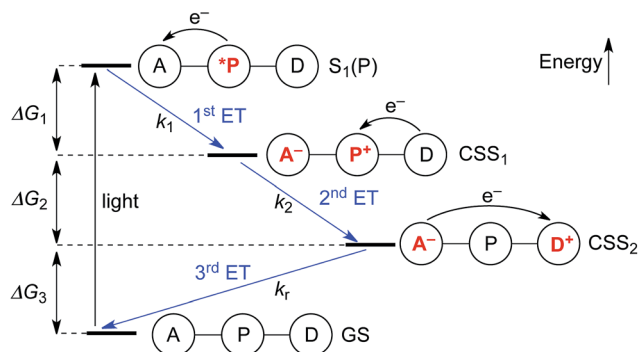 e⁻
A *P D S₁(P)
Energy
ΔG₁
1ˢᵗ ET
k₁
e⁻
A⁻ P⁺ D CSS₁
ΔG₂
light
2ⁿᵈ ET
k₂
e⁻
A⁻ P D⁺ CSS₂
3ʳᵈ ET
ΔG₃
kᵣ
A P D GS